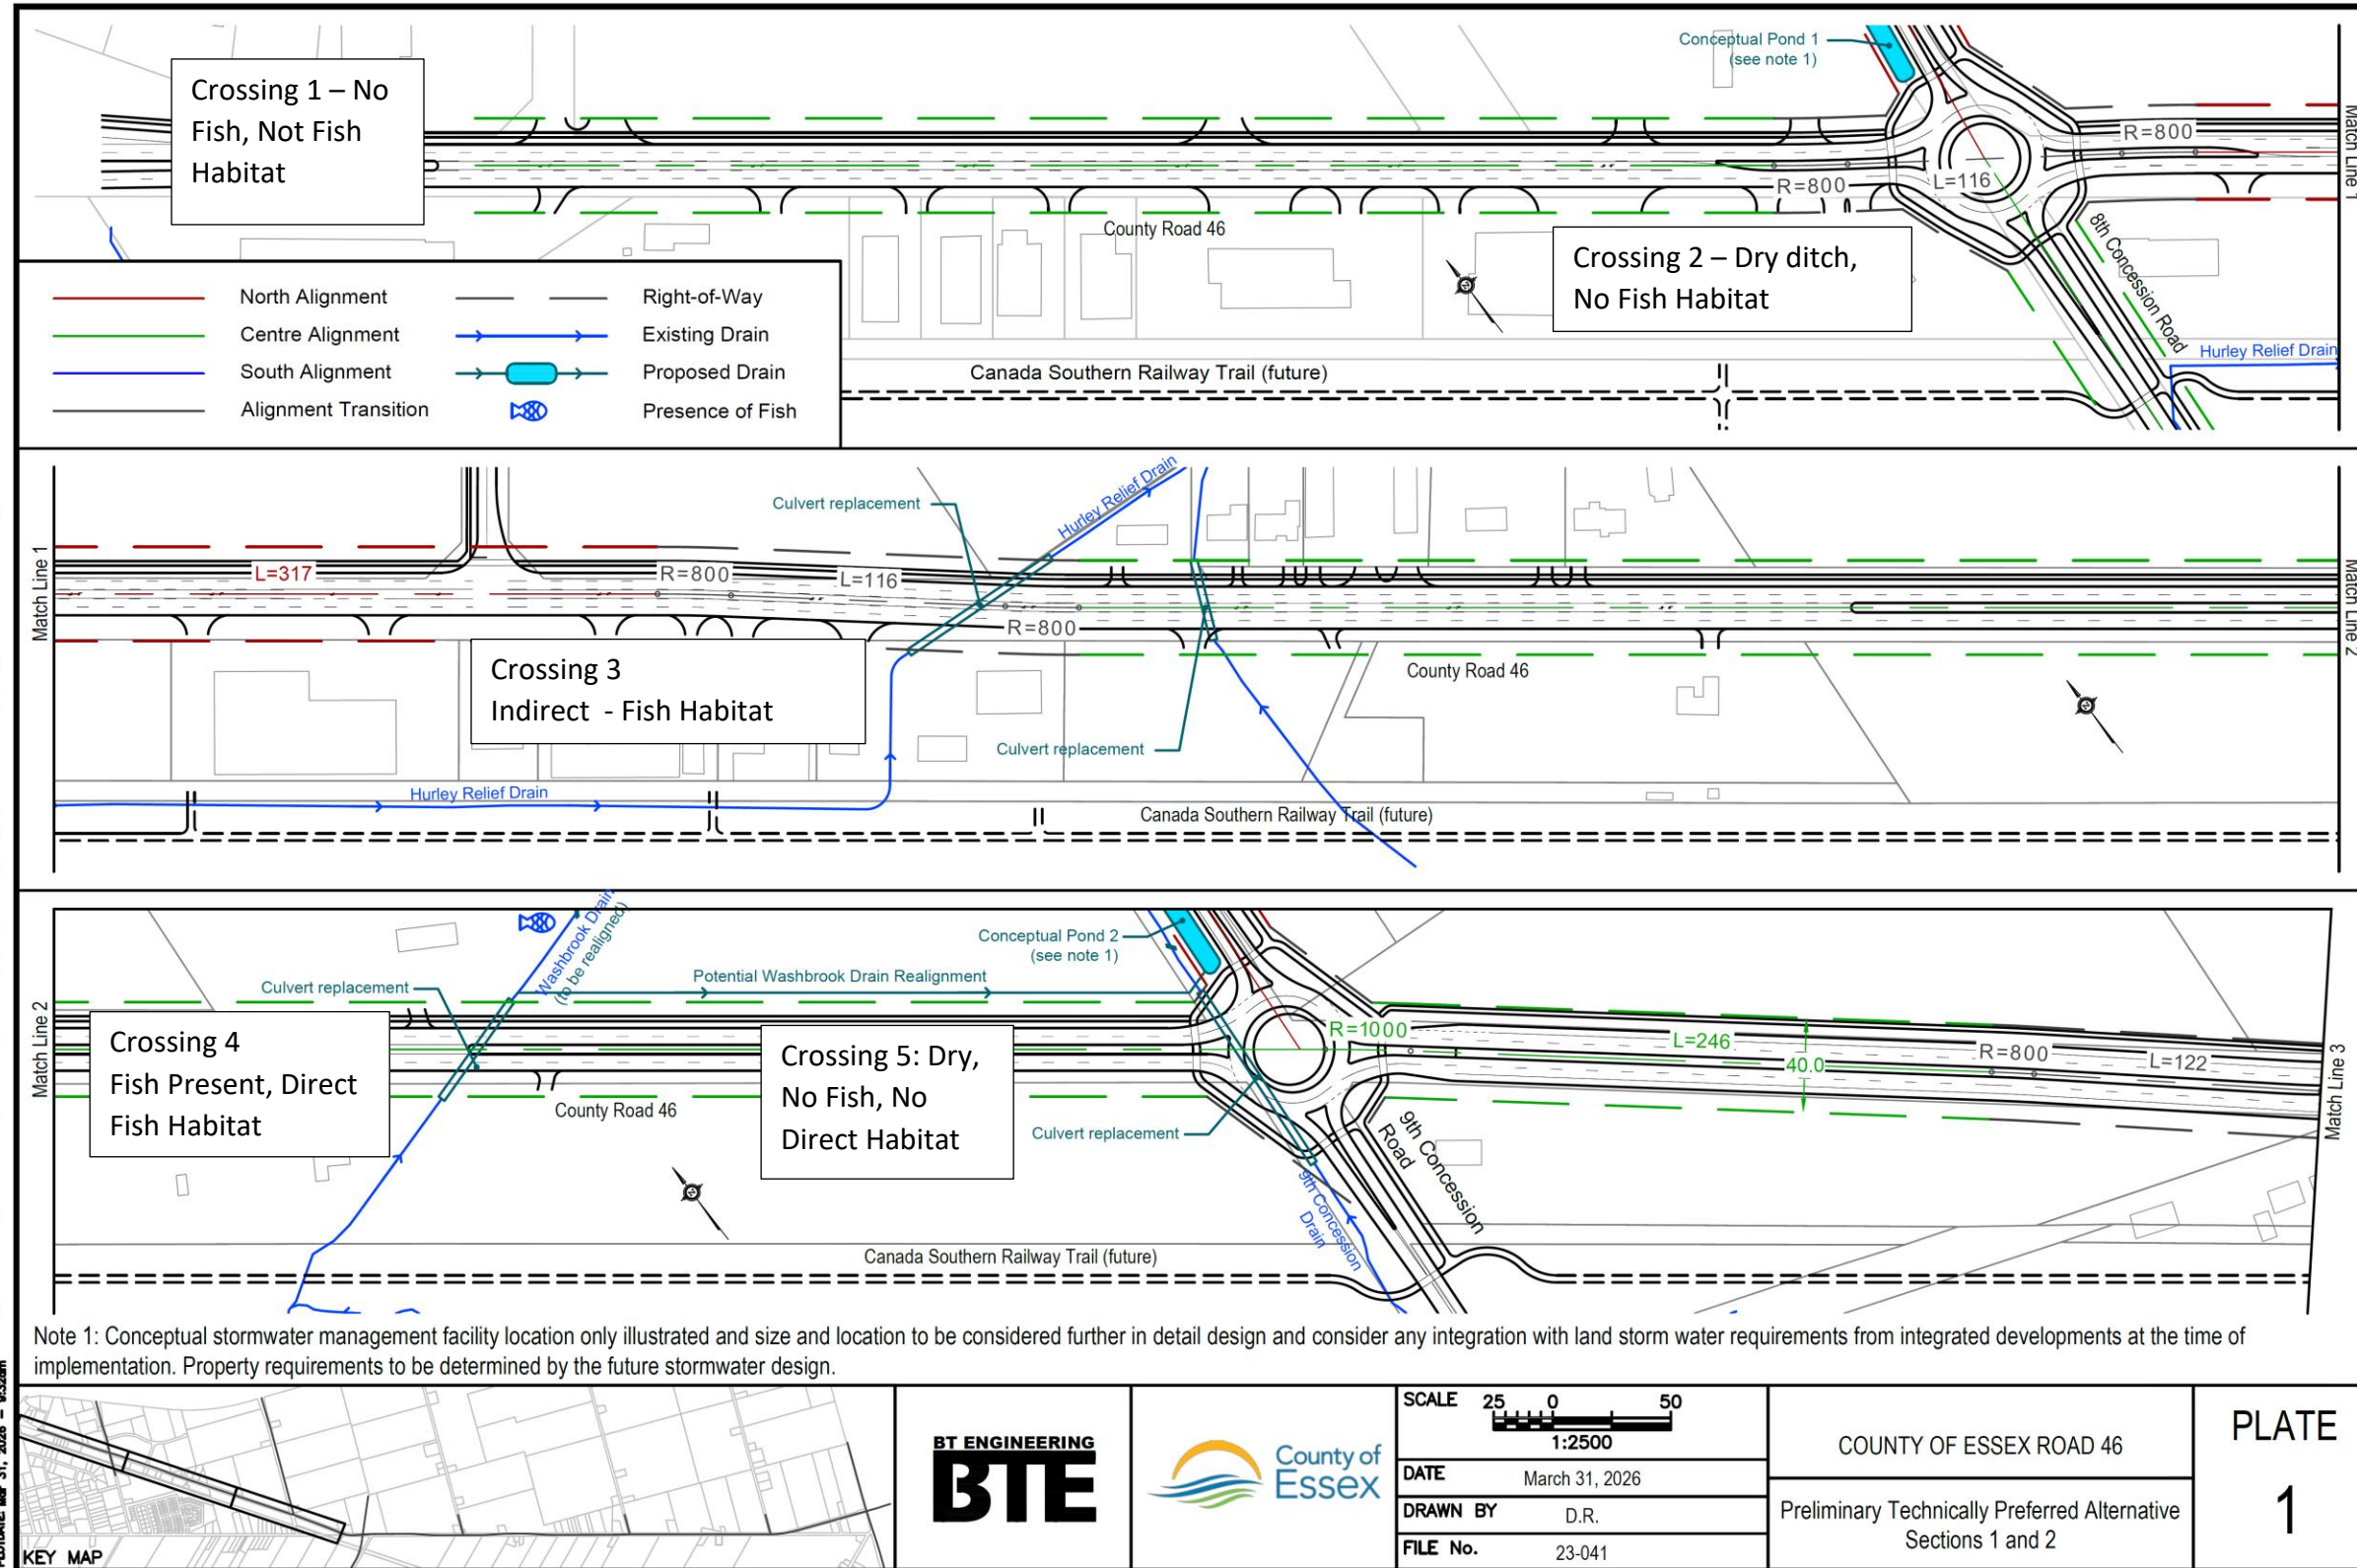 Conceptual Pond 1
(see note 1)
Crossing 1 – No
Fish, Not Fish
Habitat
Match Line 1
R=800
R=800
L=116
County Road 46
8th Concession Road
Crossing 2 – Dry ditch,
No Fish Habitat
Hurley Relief Drain
Canada Southern Railway Trail (future)
North Alignment
Centre Alignment
South Alignment
Alignment Transition
Right-of-Way
Existing Drain
Proposed Drain
Presence of Fish
Match Line 1
Culvert replacement
Hurley Relief Drain
L=317
R=800
L=116
R=800
Match Line 2
Crossing 3
Indirect  - Fish Habitat
County Road 46
Culvert replacement
Hurley Relief Drain
Canada Southern Railway Trail (future)
Match Line 2
Washbrook Drain
(to be realigned)
Culvert replacement
Potential Washbrook Drain Realignment
Conceptual Pond 2
(see note 1)
Crossing 4
Fish Present, Direct
Fish Habitat
Crossing 5: Dry,
No Fish, No
Direct Habitat
County Road 46
Culvert replacement
R=1000
L=246
40.0
R=800
L=122
Match Line 3
9th Concession
Road
9th Concession
Drain
Canada Southern Railway Trail (future)
Note 1: Conceptual stormwater management facility location only illustrated and size and location to be considered further in detail design and consider any integration with land storm water requirements from integrated developments at the time of
implementation. Property requirements to be determined by the future stormwater design.
KEY MAP
BT ENGINEERING
BTE
County of
Essex
SCALE
25 0 50
1:2500
DATE
March 31, 2026
DRAWN BY
D.R.
FILE No.
23-041
COUNTY OF ESSEX ROAD 46
Preliminary Technically Preferred Alternative
Sections 1 and 2
PLATE
1